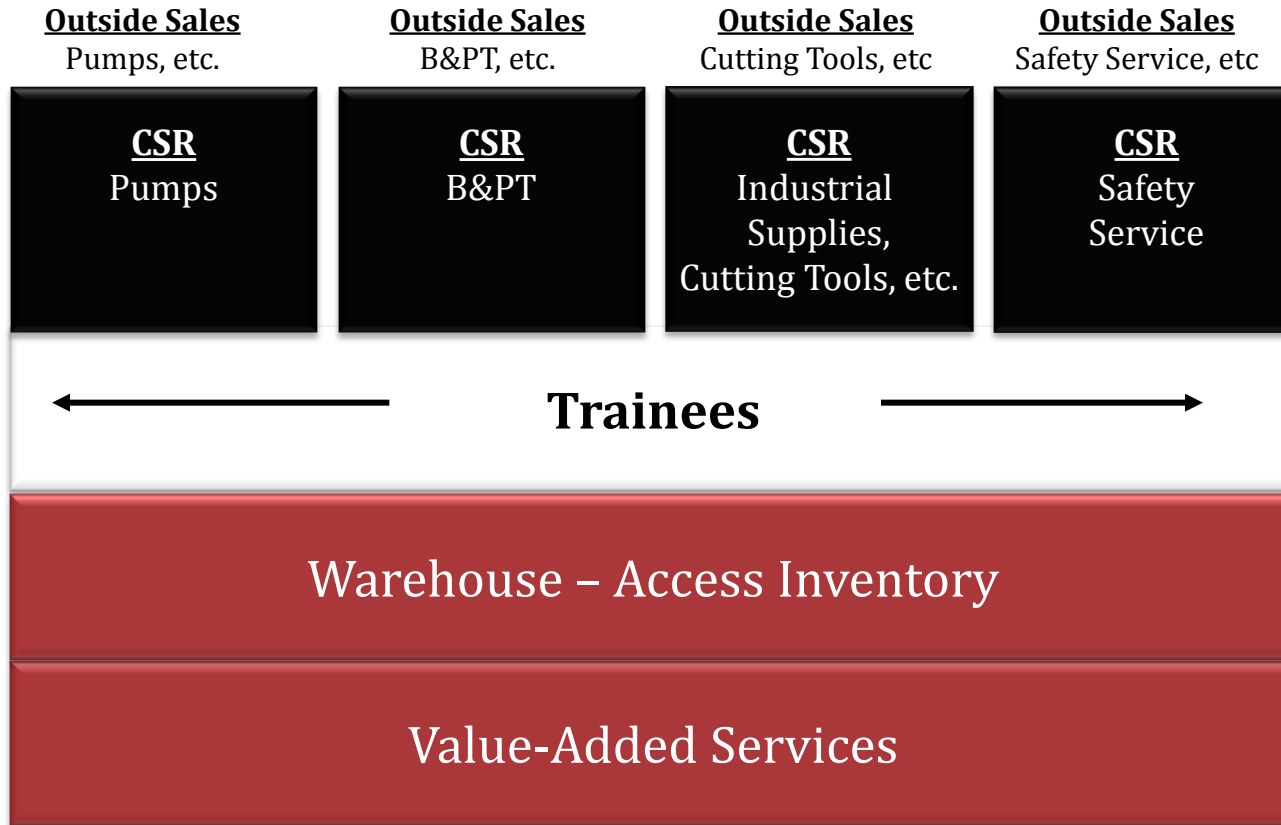 Outside Sales
Pumps, etc.
Outside Sales
B&PT, etc.
Outside Sales
Cutting Tools, etc
Outside Sales
Safety Service, etc
CSR
Pumps
CSR
B&PT
CSR
Industrial
Supplies,
Cutting Tools, etc.
CSR
Safety
Service
Trainees
Warehouse – Access Inventory
Value-Added Services